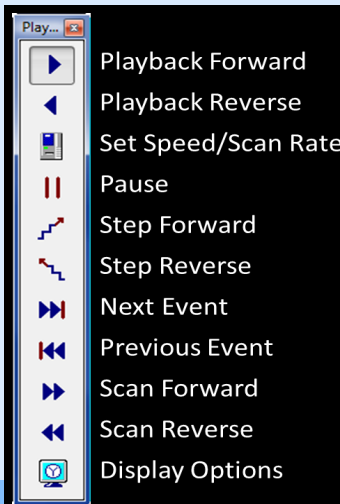 Play...
Playback Forward
Playback Reverse
Set Speed/Scan Rate
Pause
Step Forward
Step Reverse
Next Event
Previous Event
Scan Forward
Scan Reverse
Display Options